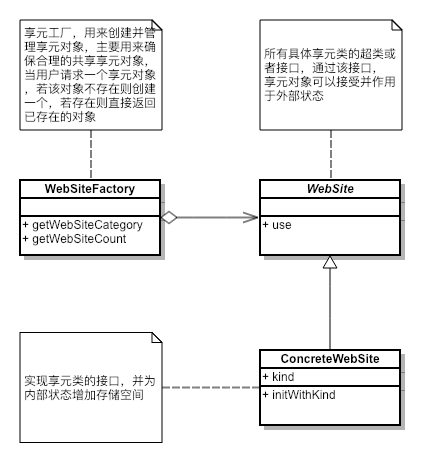 享元工厂，用来创建并管
理享元对象，主要用来确
保合理的共享享元对象，
当用户请求一个享元对象
，若该对象不存在则创建
一个，若存在则直接返回
已存在的对象
所有具体享元类的超类或
者接口，通过该接口，
享元对象可以接受并作用
于外部状态
WebSiteFactory
+ getWebSiteCategory
+ getWebSiteCount
WebSite
+ use
实现享元类的接口，并为
内部状态增加存储空间
ConcreteWebSite
+ kind
+ initWithKind